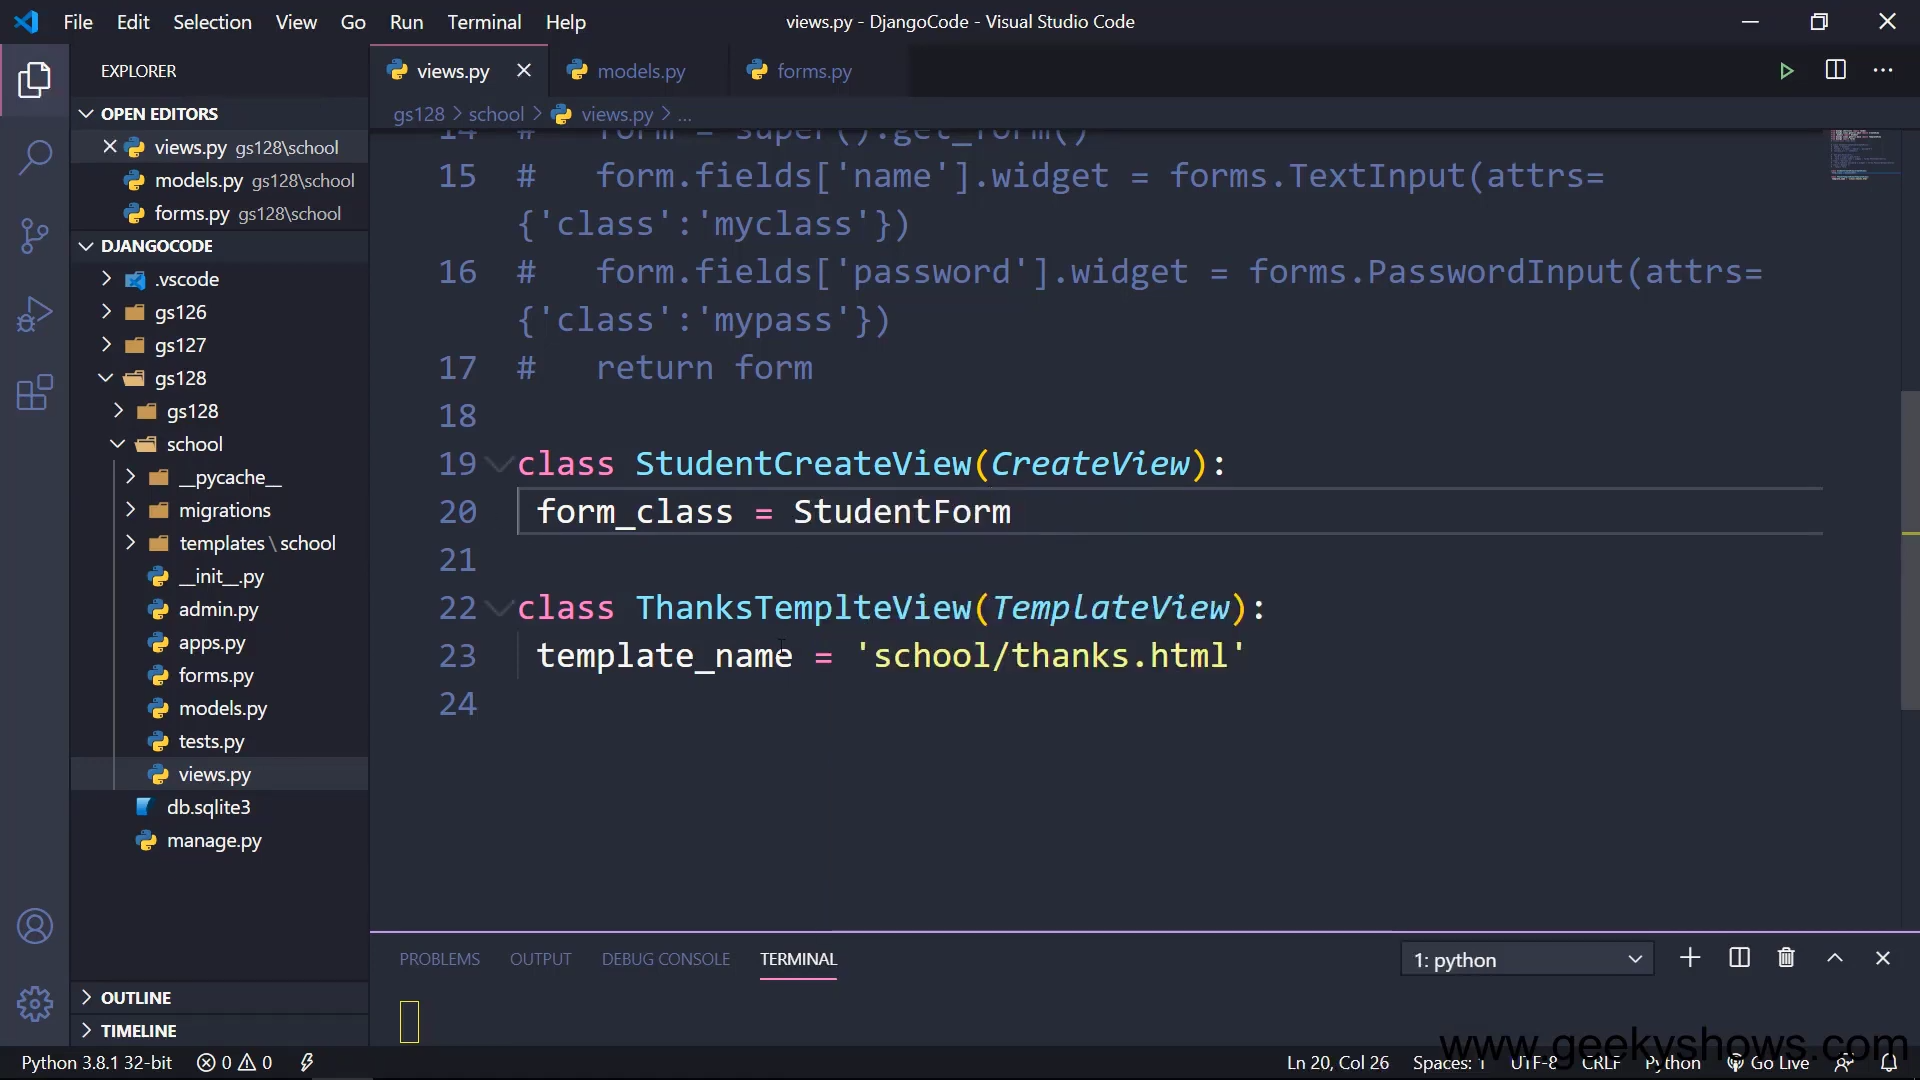 File Edit Selection View Go Run Terminal Help
views.py - DjangoCode - Visual Studio Code
EXPLORER
OPEN EDITORS
views.py gs128\school
models.py gs128\school
forms.py gs128\school
DJANGOCODE
.vscode
gs126
gs127
gs128
gs128
school
__pycache__
migrations
templates \ school
__init__.py
admin.py
apps.py
forms.py
models.py
tests.py
views.py
db.sqlite3
manage.py
OUTLINE
TIMELINE
views.py models.py forms.py
gs128 > school > views.py > ...
14 # form = super().get_form()
15 # form.fields['name'].widget = forms.TextInput(attrs=
{'class':'myclass'})
16 # form.fields['password'].widget = forms.PasswordInput(attrs=
{'class':'mypass'})
17 # return form
18
19 class StudentCreateView(CreateView):
20 form_class = StudentForm
21
22 class ThanksTemplteView(TemplateView):
23 template_name = 'school/thanks.html'
24
PROBLEMS OUTPUT DEBUG CONSOLE TERMINAL
1: python
www.geekyshows.com
Python 3.8.1 32-bit 0 0 Ln 20, Col 26 Spaces: 1 UTF-8 CRLF Python Go Live